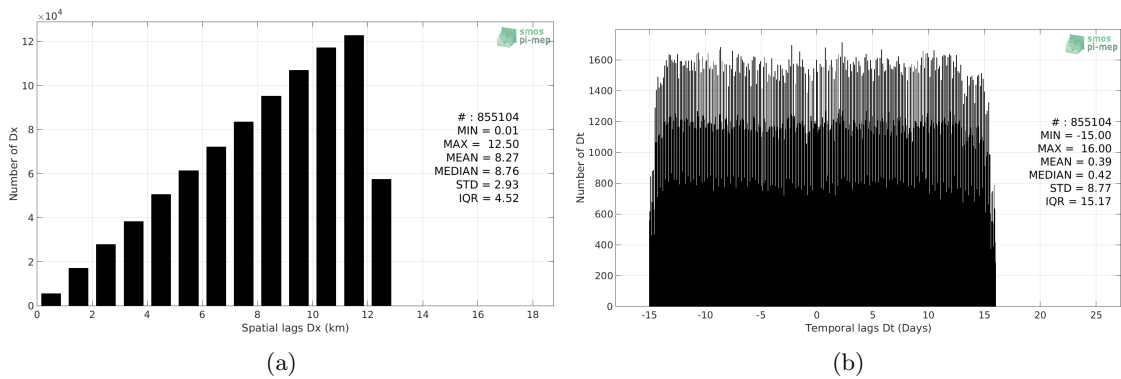 ×10⁴
12
10
8
6
4
2
0
Number of Dx
0 2 4 6 8 10 12 14 16 18
Spatial lags Dx (km)
smos
pi-mep
# : 855104
MIN = 0.01
MAX = 12.50
MEAN = 8.27
MEDIAN = 8.76
STD = 2.93
IQR = 4.52
(a)
1600
1400
1200
1000
800
600
400
200
0
Number of Dt
-15 -10 -5 0 5 10 15 20 25
Temporal lags Dt (Days)
smos
pi-mep
# : 855104
MIN = -15.00
MAX = 16.00
MEAN = 0.39
MEDIAN = 0.42
STD = 8.77
IQR = 15.17
(b)